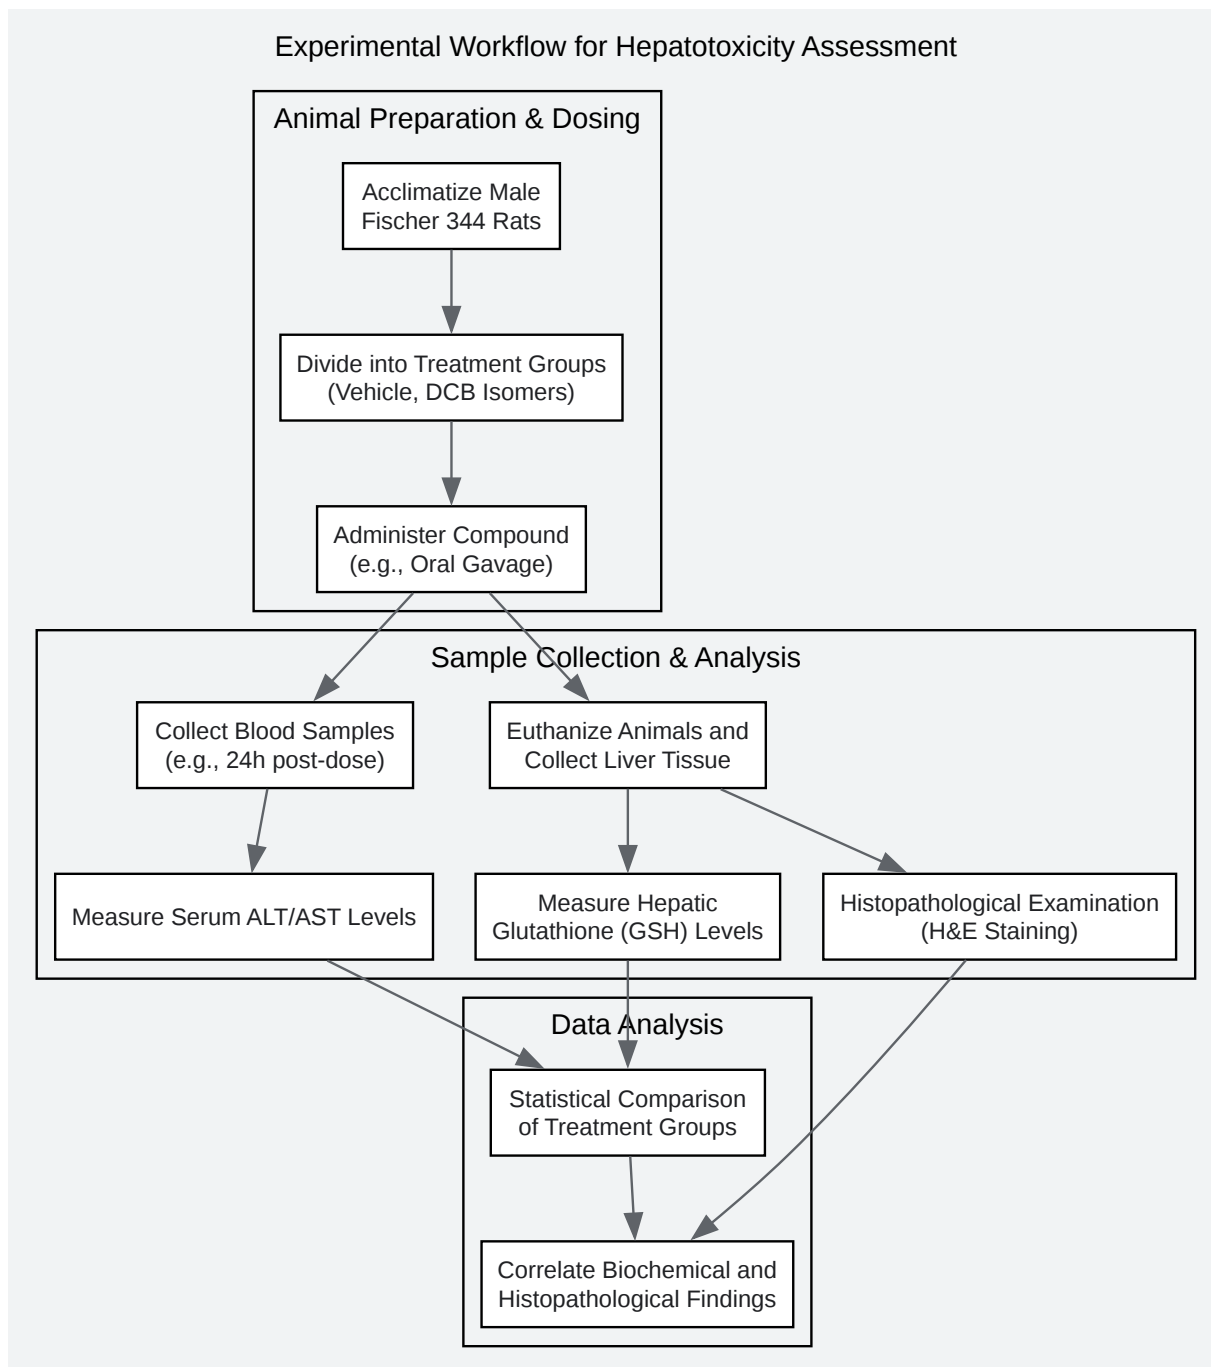 Experimental Workflow for Hepatotoxicity Assessment
Animal Preparation & Dosing
Acclimatize Male
Fischer 344 Rats
Divide into Treatment Groups
(Vehicle, DCB Isomers)
Administer Compound
(e.g., Oral Gavage)
Sample Collection & Analysis
Collect Blood Samples
(e.g., 24h post-dose)
Euthanize Animals and
Collect Liver Tissue
Measure Serum ALT/AST Levels
Measure Hepatic
Glutathione (GSH) Levels
Histopathological Examination
(H&E Staining)
Data Analysis
Statistical Comparison
of Treatment Groups
Correlate Biochemical and
Histopathological Findings